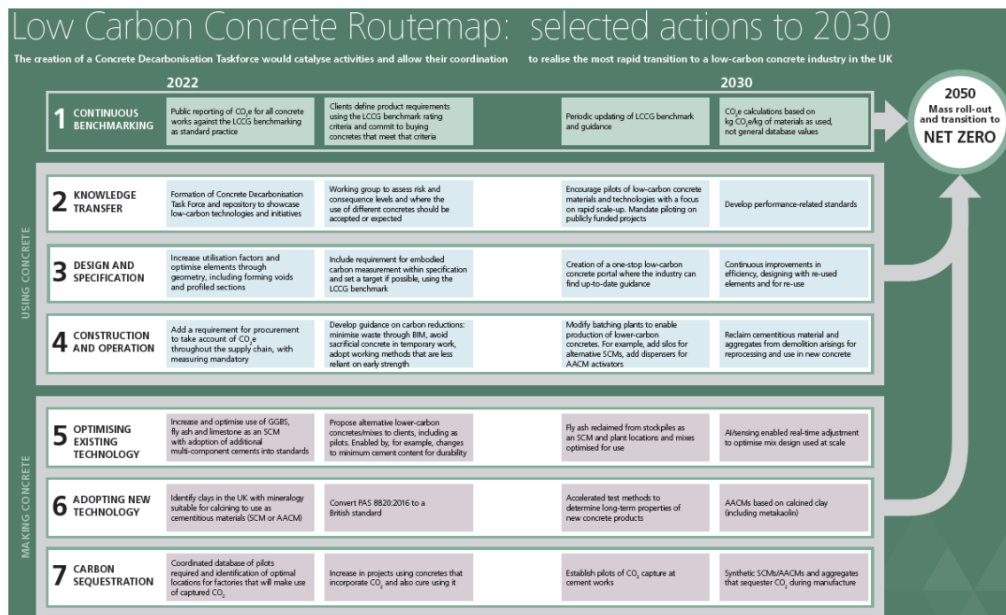 Low Carbon Concrete Routemap: selected actions to 2030
The creation of a Concrete Decarbonisation Taskforce would catalyse activities and allow their coordination to realise the most rapid transition to a low-carbon concrete industry in the UK
2022
2030
2050
Mass roll-out
and transition to
NET ZERO
1 CONTINUOUS
BENCHMARKING
Public reporting of CO₂e for all concrete
works against the LCCG benchmarking
as standard practice
Clients define product requirements
using the LCCG benchmark rating
criteria and commit to buying
concretes that meet that criteria
Periodic updating of LCCG benchmark
and guidance
CO₂e calculations based on
kg CO₂e/kg of materials as used,
not general database values
USING CONCRETE
2 KNOWLEDGE
TRANSFER
Formation of Concrete Decarbonisation
Task Force and repository to showcase
low-carbon technologies and initiatives
Working group to assess risk and
consequence levels and where the
use of different concretes should be
accepted or expected
Encourage pilots of low-carbon concrete
materials and technologies with a focus
on rapid scale-up. Mandate piloting on
publicly funded projects
Develop performance-related standards
3 DESIGN AND
SPECIFICATION
Increase utilisation factors and
optimise elements through
geometry, including forming voids
and profiled sections
Include requirement for embodied
carbon measurement within specification
and set a target if possible, using the
LCCG benchmark
Creation of a one-stop low-carbon
concrete portal where the industry can
find up-to-date guidance
Continuous improvements in
efficiency, designing with re-used
elements and for re-use
4 CONSTRUCTION
AND OPERATION
Add a requirement for procurement
to take account of CO₂e
throughout the supply chain, with
measuring mandatory
Develop guidance on carbon reductions:
minimise waste through BIM, avoid
sacrificial concrete in temporary work,
adopt working methods that are less
reliant on early strength
Modify batching plants to enable
production of lower-carbon
concretes. For example, add silos for
alternative SCMs, add dispensers for
AACM activators
Reclaim cementitious material and
aggregates from demolition arisings for
reprocessing and use in new concrete
MAKING CONCRETE
5 OPTIMISING
EXISTING
TECHNOLOGY
Increase and optimise use of GGBS,
fly ash and limestone as an SCM
with adoption of additional
multi-component cements into standards
Propose alternative lower-carbon
concretes/mixes to clients, including as
pilots. Enabled by, for example, changes
to minimum cement content for durability
Fly ash reclaimed from stockpiles as
an SCM and plant locations and mixes
optimised for use
AI/sensing enabled real-time adjustment
to optimise mix design used at scale
6 ADOPTING NEW
TECHNOLOGY
Identify clays in the UK with mineralogy
suitable for calcining to use as
cementitious materials (SCM or AACM)
Convert PAS 8820:2016 to a
British standard
Accelerated test methods to
determine long-term properties of
new concrete products
AACMs based on calcined clay
(including metakaolin)
7 CARBON
SEQUESTRATION
Coordinated database of pilots
required and identification of optimal
locations for factories that will make use
of captured CO₂
Increase in projects using concretes that
incorporate CO₂ and also cure using it
Establish pilots of CO₂ capture at
cement works
Synthetic SCMs/AACMs and aggregates
that sequester CO₂ during manufacture